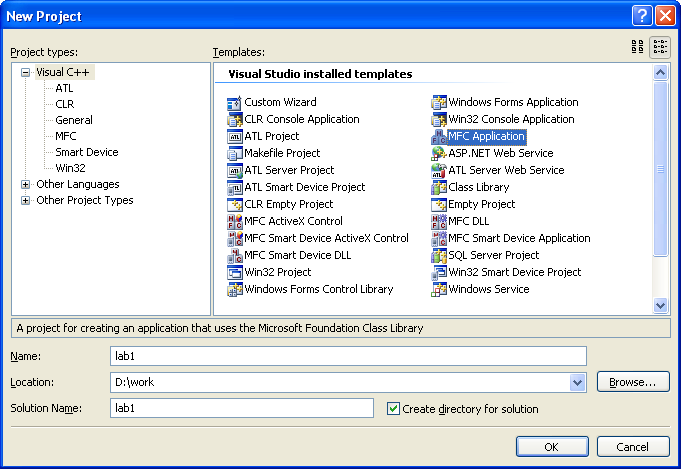 New Project
Project types:
Templates:
Visual C++
ATL
CLR
General
MFC
Smart Device
Win32
Other Languages
Other Project Types
Visual Studio installed templates
Custom Wizard
Windows Forms Application
CLR Console Application
Win32 Console Application
ATL Project
MFC Application
Makefile Project
ASP.NET Web Service
ATL Server Project
ATL Server Web Service
ATL Smart Device Project
Class Library
CLR Empty Project
Empty Project
MFC ActiveX Control
MFC DLL
MFC Smart Device ActiveX Control
MFC Smart Device Application
MFC Smart Device DLL
SQL Server Project
Win32 Project
Win32 Smart Device Project
Windows Forms Control Library
Windows Service
A project for creating an application that uses the Microsoft Foundation Class Library
Name:
lab1
Location:
D:\work
Browse...
Solution Name:
lab1
Create directory for solution
OK
Cancel